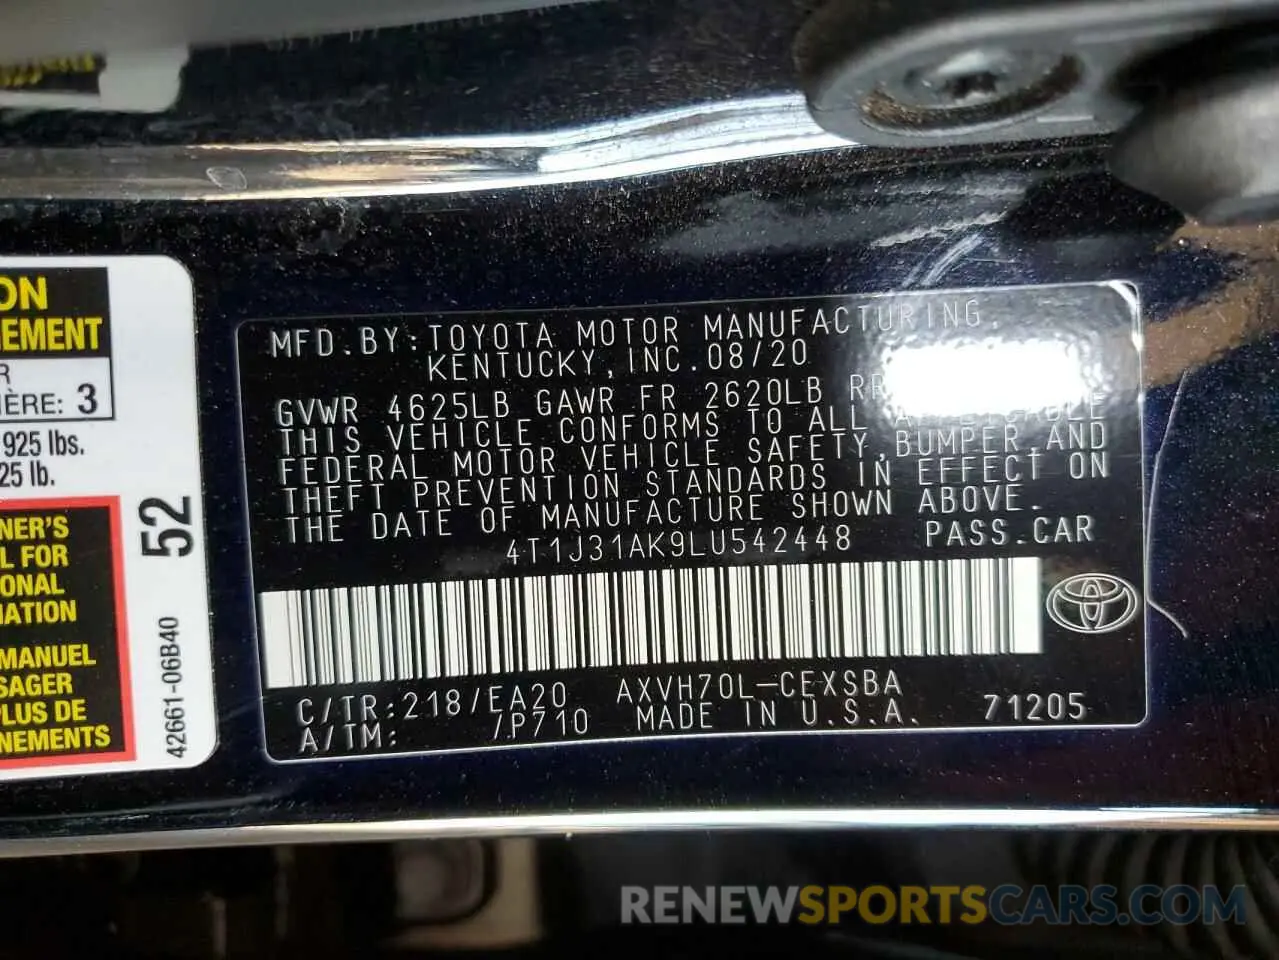 ON
EMENT
R
IÈRE: 3
925 lbs.
25 lb.
NER'S
L FOR
ONAL
MATION
MANUEL
SAGER
PLUS DE
NEMENTS
52
42661-06B40
MFD.BY: TOYOTA MOTOR MANUFACTURING,
KENTUCKY, INC. 08/20
GVWR 4625LB GAWR FR 2620LB RR
THIS VEHICLE CONFORMS TO ALL APPLICABLE
FEDERAL MOTOR VEHICLE SAFETY, BUMPER, AND
THEFT PREVENTION STANDARDS IN EFFECT ON
THE DATE OF MANUFACTURE SHOWN ABOVE.
4T1J31AK9LU542448 PASS.CAR
C/TR:218/EA20 AXVH70L-CEXSBA
A/TM: /P710 MADE IN U.S.A. 71205
RENEWSPORTSCARS.COM